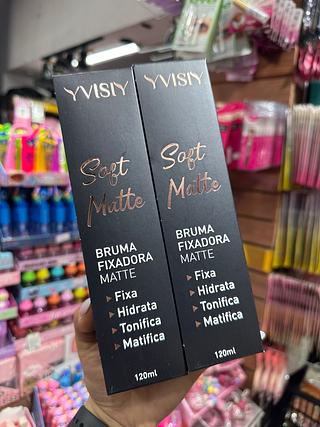 YVISIY
Soft
Matte
BRUMA
FIXADORA
MATTE
Fixa
Hidrata
Tonifica
Matifica
120ml
YVISIY
Soft
Matte
BRUMA
FIXADORA
MATTE
Fixa
Hidrata
Tonifica
Matifica
120ml